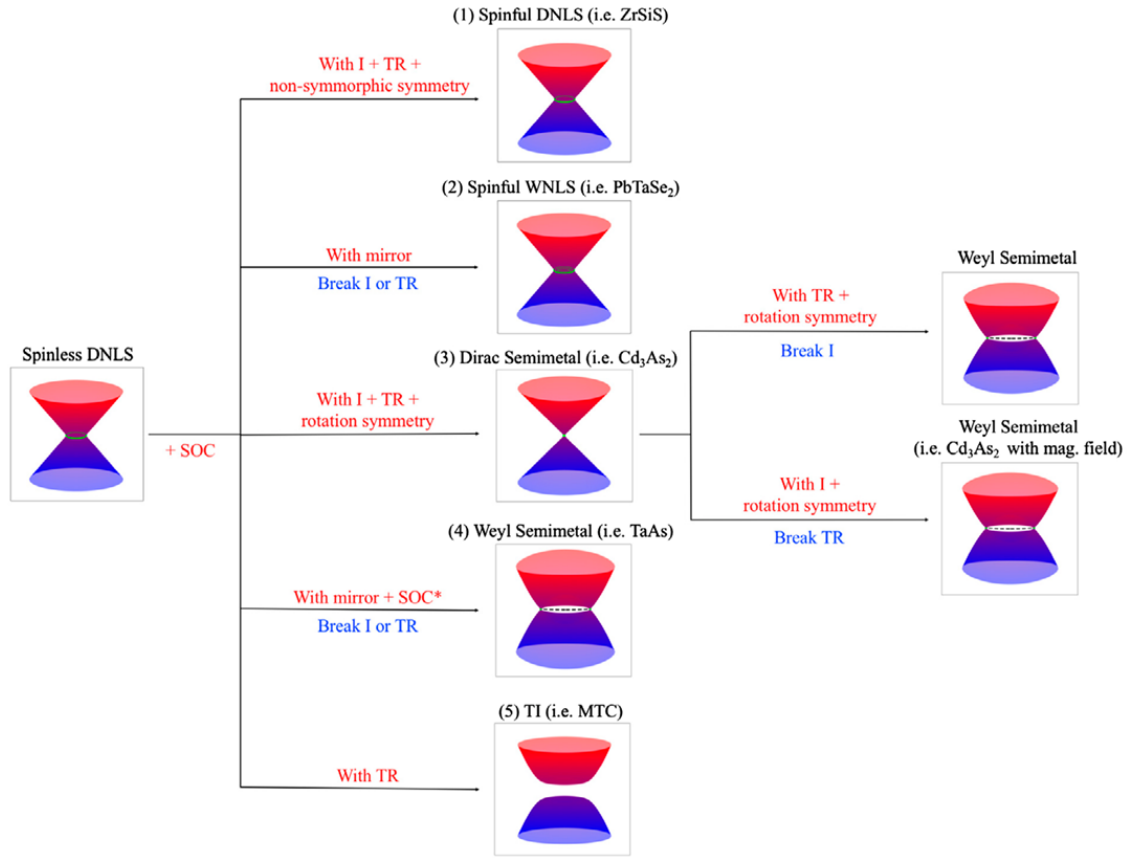 (1) Spinful DNLS (i.e. ZrSiS)
With I + TR +
non-symmorphic symmetry
(2) Spinful WNLS (i.e. PbTaSe₂)
With mirror
Break I or TR
Spinless DNLS
+ SOC
(3) Dirac Semimetal (i.e. Cd₃As₂)
With I + TR +
rotation symmetry
Weyl Semimetal
With TR +
rotation symmetry
Break I
Weyl Semimetal
(i.e. Cd₃As₂ with mag. field)
With I +
rotation symmetry
Break TR
(4) Weyl Semimetal (i.e. TaAs)
With mirror + SOC*
Break I or TR
(5) TI (i.e. MTC)
With TR